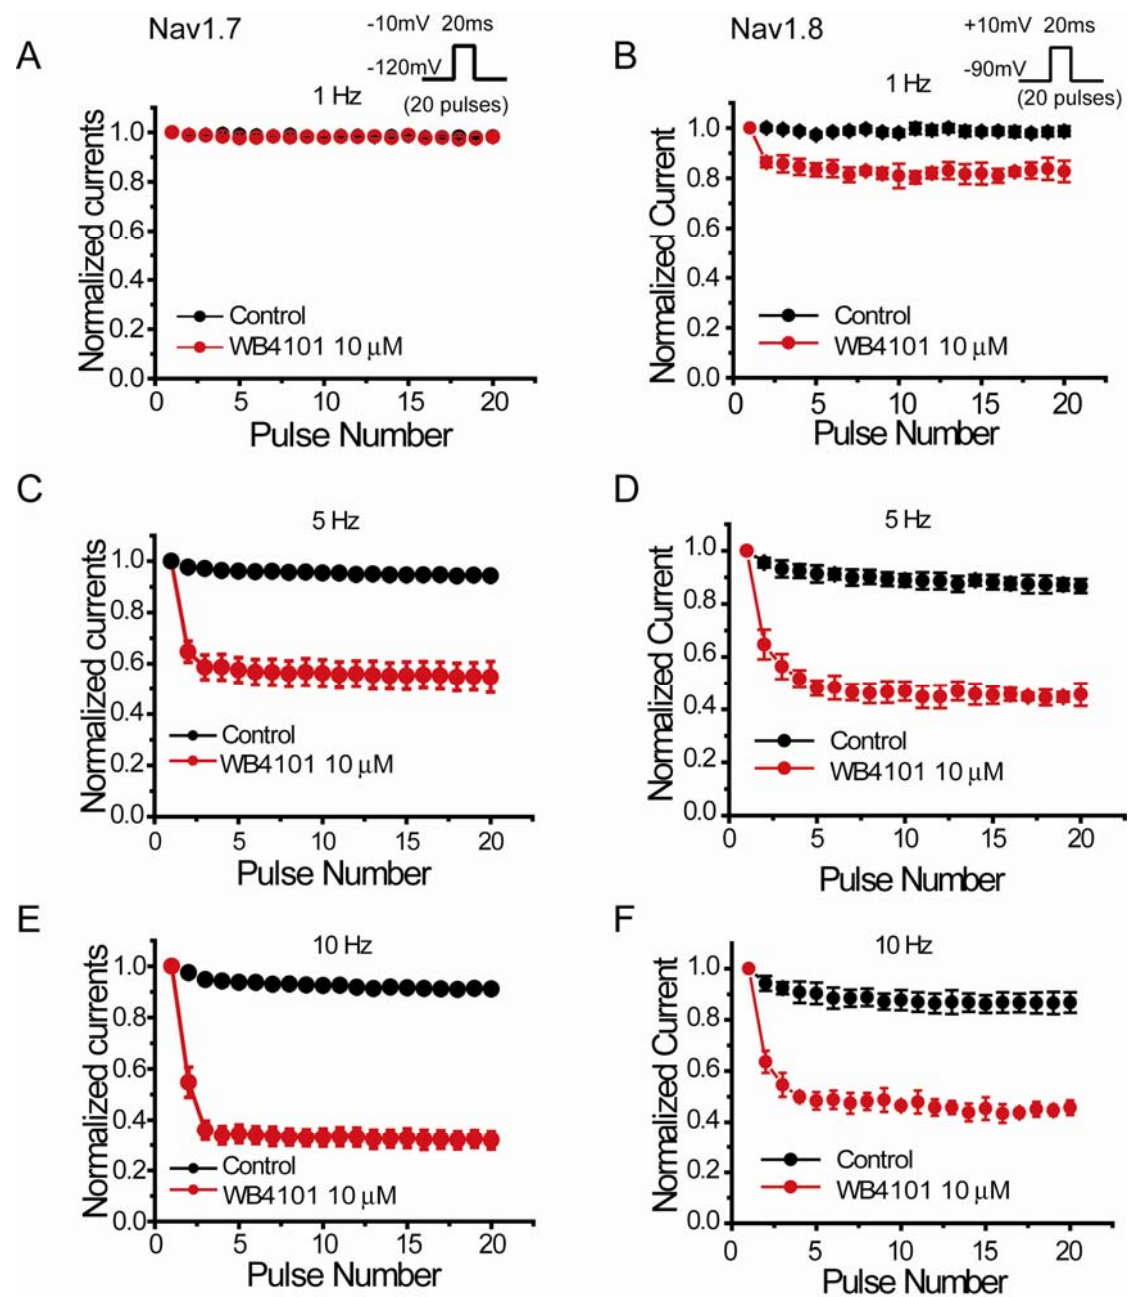 Nav1.7
-10mV 20ms
A
-120mV
1 Hz
(20 pulses)
Normalized currents
1.0
0.8
0.6
0.4
0.2
0.0
Control
WB4101 10 μM
0 5 10 15 20
Pulse Number
Nav1.8
+10mV 20ms
B
-90mV
1 Hz
(20 pulses)
Normalized Current
1.0
0.8
0.6
0.4
0.2
0.0
Control
WB4101 10 μM
0 5 10 15 20
Pulse Number
C
5 Hz
Normalized currents
1.0
0.8
0.6
0.4
0.2
0.0
Control
WB4101 10 μM
0 5 10 15 20
Pulse Number
D
5 Hz
Normalized Current
1.0
0.8
0.6
0.4
0.2
0.0
Control
WB4101 10 μM
0 5 10 15 20
Pulse Number
E
10 Hz
Normalized currents
1.0
0.8
0.6
0.4
0.2
0.0
Control
WB4101 10 μM
0 5 10 15 20
Pulse Number
F
10 Hz
Normalized Current
1.0
0.8
0.6
0.4
0.2
0.0
Control
WB4101 10 μM
0 5 10 15 20
Pulse Number